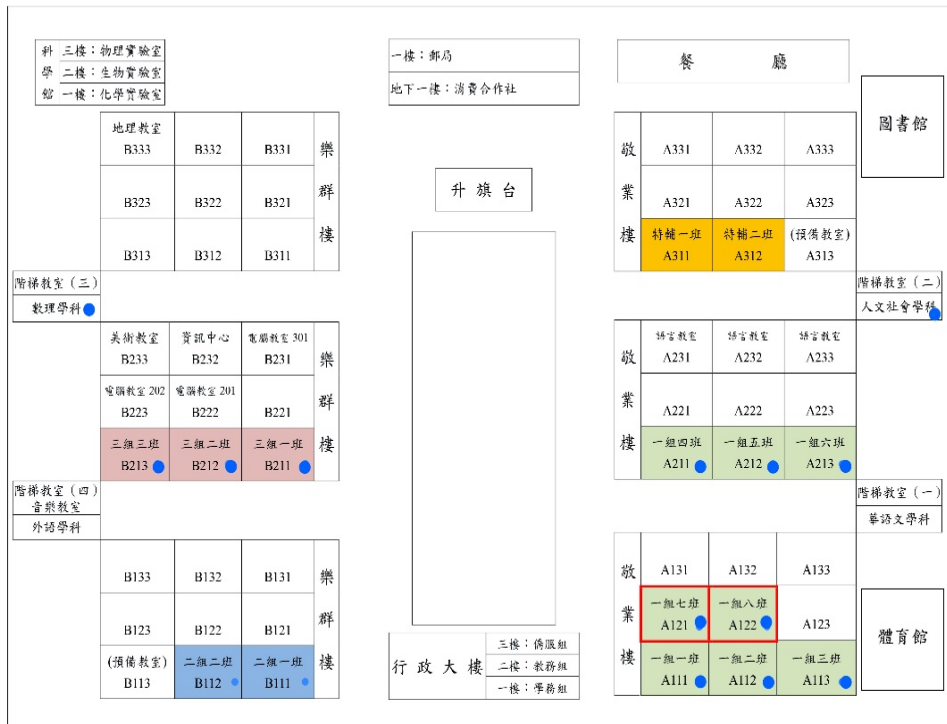 科學館
三樓：物理實驗室
二樓：生物實驗室
一樓：化學實驗室
一樓：郵局
地下一樓：消費合作社
餐廳
圖書館
升旗台
地理教室
B333 B332 B331
B323 B322 B321
B313 B312 B311
樂群樓
敬業樓
A331 A332 A333
A321 A322 A323
特輔一班 特輔二班 (預備教室)
A311 A312 A313
階梯教室（三）
數理學科
階梯教室（二）
人文社會學科
美術教室 資訊中心 電腦教室 301
B233 B232 B231
電腦教室 202 電腦教室 201
B223 B222 B221
三組三班 三組二班 三組一班
B213 B212 B211
樂群樓
敬業樓
語言教室 語言教室 語言教室
A231 A232 A233
A221 A222 A223
一組四班 一組五班 一組六班
A211 A212 A213
階梯教室（四）
音樂教室
外語學科
階梯教室（一）
華語文學科
B133 B132 B131
B123 B122 B121
(預備教室) 二組二班 二組一班
B113 B112 B111
樂群樓
行政大樓
三樓：僑服組
二樓：教務組
一樓：學務組
敬業樓
A131 A132 A133
一組七班 一組八班
A121 A122 A123
一組一班 一組二班 一組三班
A111 A112 A113
體育館